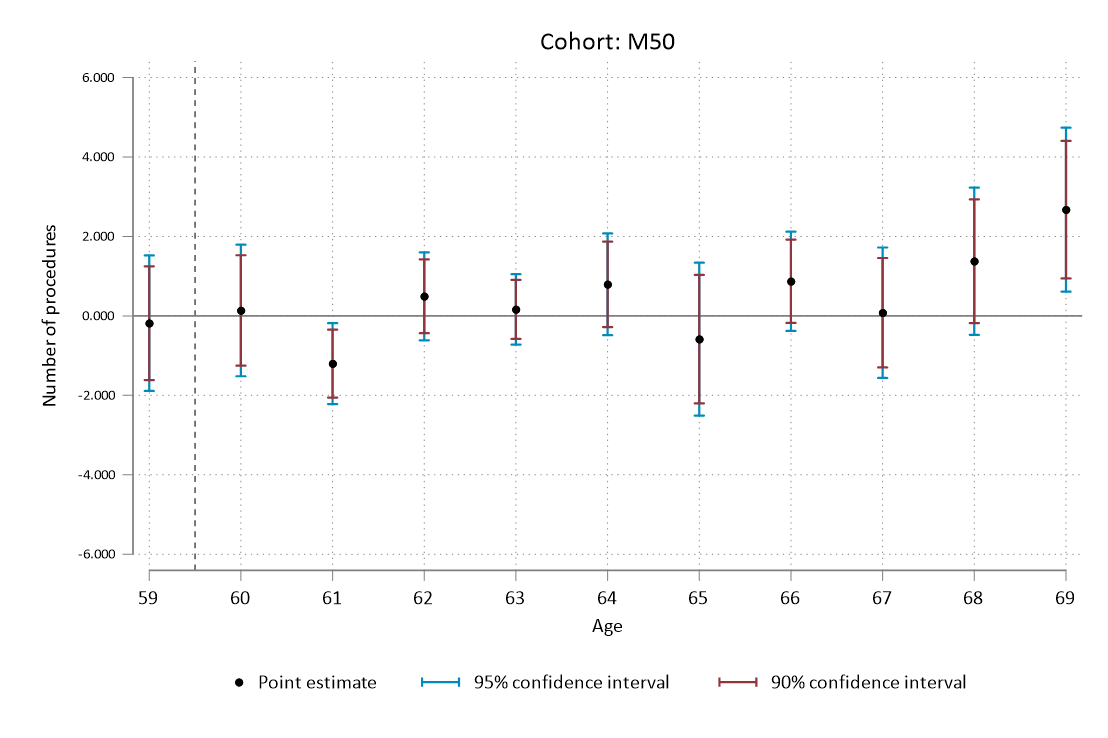 Cohort: M50
6.000
4.000
2.000
0.000
-2.000
-4.000
-6.000
Number of procedures
59 60 61 62 63 64 65 66 67 68 69
Age
Point estimate 95% confidence interval 90% confidence interval